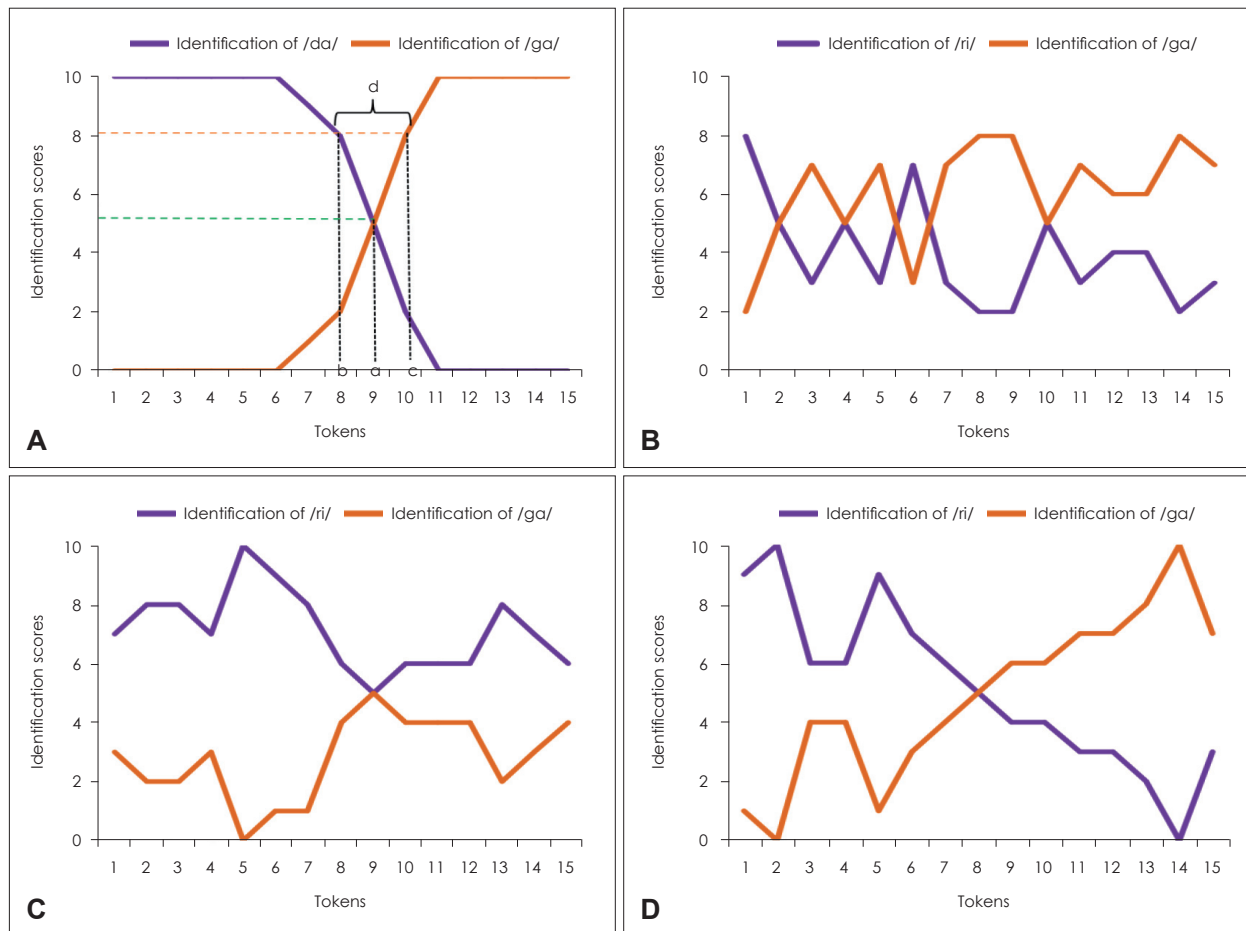 Identification of /da/ Identification of /ga/
10
8
6
4
2
0
Identification scores
d
b a c
1 2 3 4 5 6 7 8 9 10 11 12 13 14 15
Tokens
A
Identification of /ri/ Identification of /ga/
10
8
6
4
2
0
Identification scores
1 2 3 4 5 6 7 8 9 10 11 12 13 14 15
Tokens
B
Identification of /ri/ Identification of /ga/
10
8
6
4
2
0
Identification scores
1 2 3 4 5 6 7 8 9 10 11 12 13 14 15
Tokens
C
Identification of /ri/ Identification of /ga/
10
8
6
4
2
0
Identification scores
1 2 3 4 5 6 7 8 9 10 11 12 13 14 15
Tokens
D